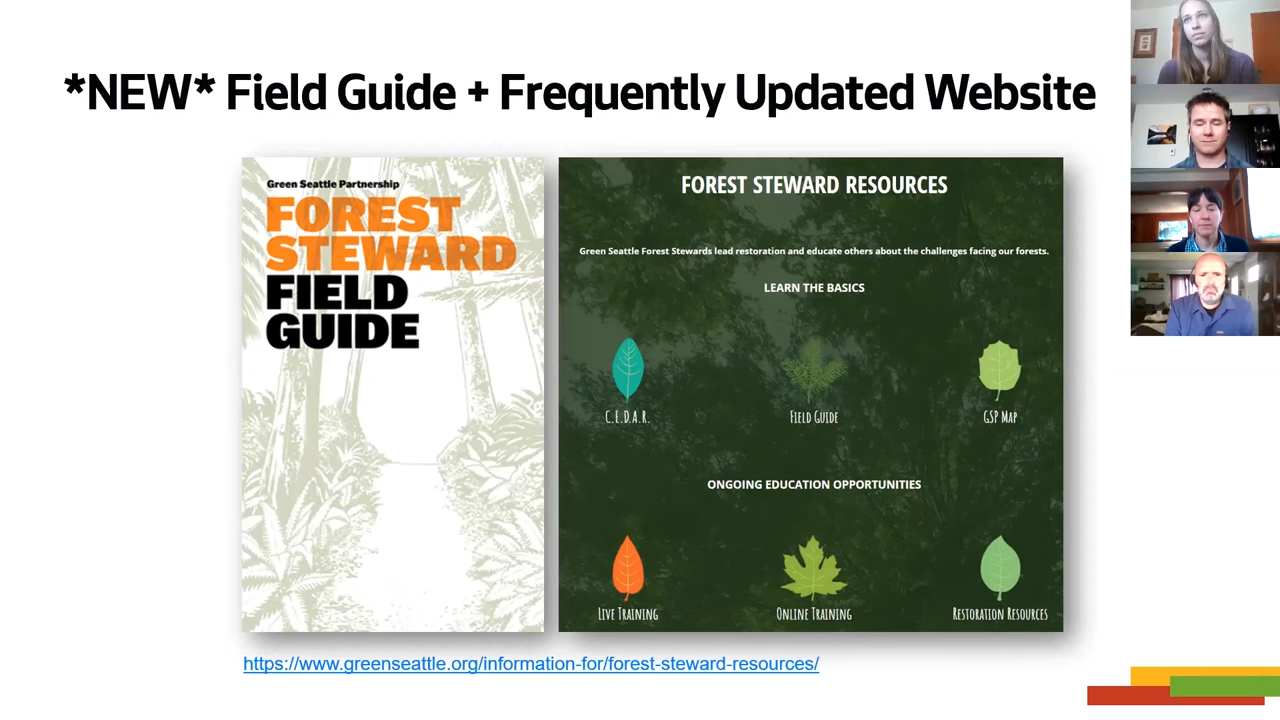 *NEW* Field Guide + Frequently Updated Website
Green Seattle Partnership
FOREST
STEWARD
FIELD
GUIDE
FOREST STEWARD RESOURCES
Green Seattle Forest Stewards lead restoration and educate others about the challenges facing our forests.
LEARN THE BASICS
C.E.D.A.R.
FIELD GUIDE
GSP MAP
ONGOING EDUCATION OPPORTUNITIES
LIVE TRAINING
ONLINE TRAINING
RESTORATION RESOURCES
https://www.greenseattle.org/information-for/forest-steward-resources/